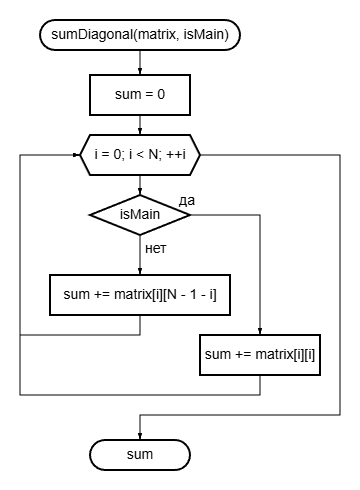 sumDiagonal(matrix, isMain)
sum = 0
i = 0; i < N; ++i
да
isMain
нет
sum += matrix[i][N - 1 - i]
sum += matrix[i][i]
sum